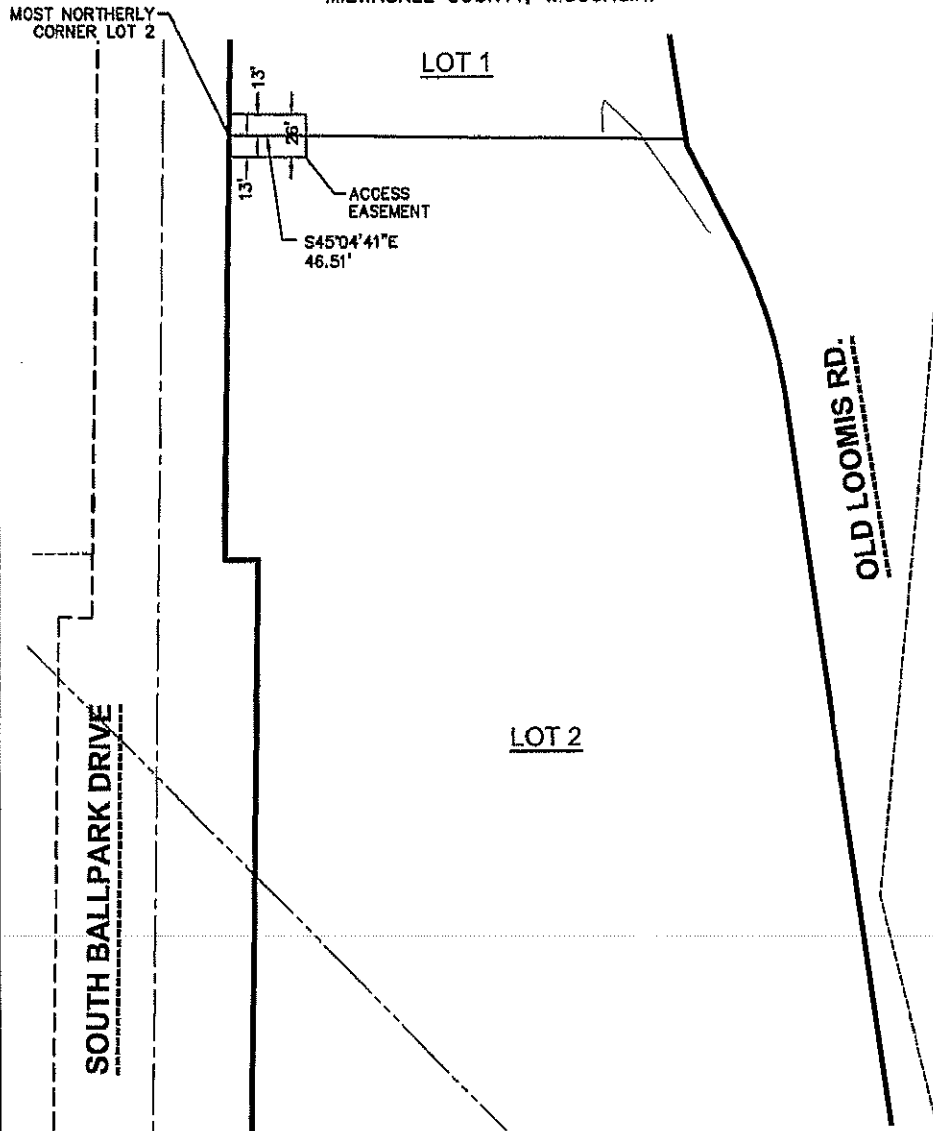 MOST NORTHERLY
CORNER LOT 2
LOT 1
13'
26'
13'
ACCESS
EASEMENT
S45°04'41"E
46.51'
OLD LOOMIS RD.
LOT 2
SOUTH BALLPARK DRIVE